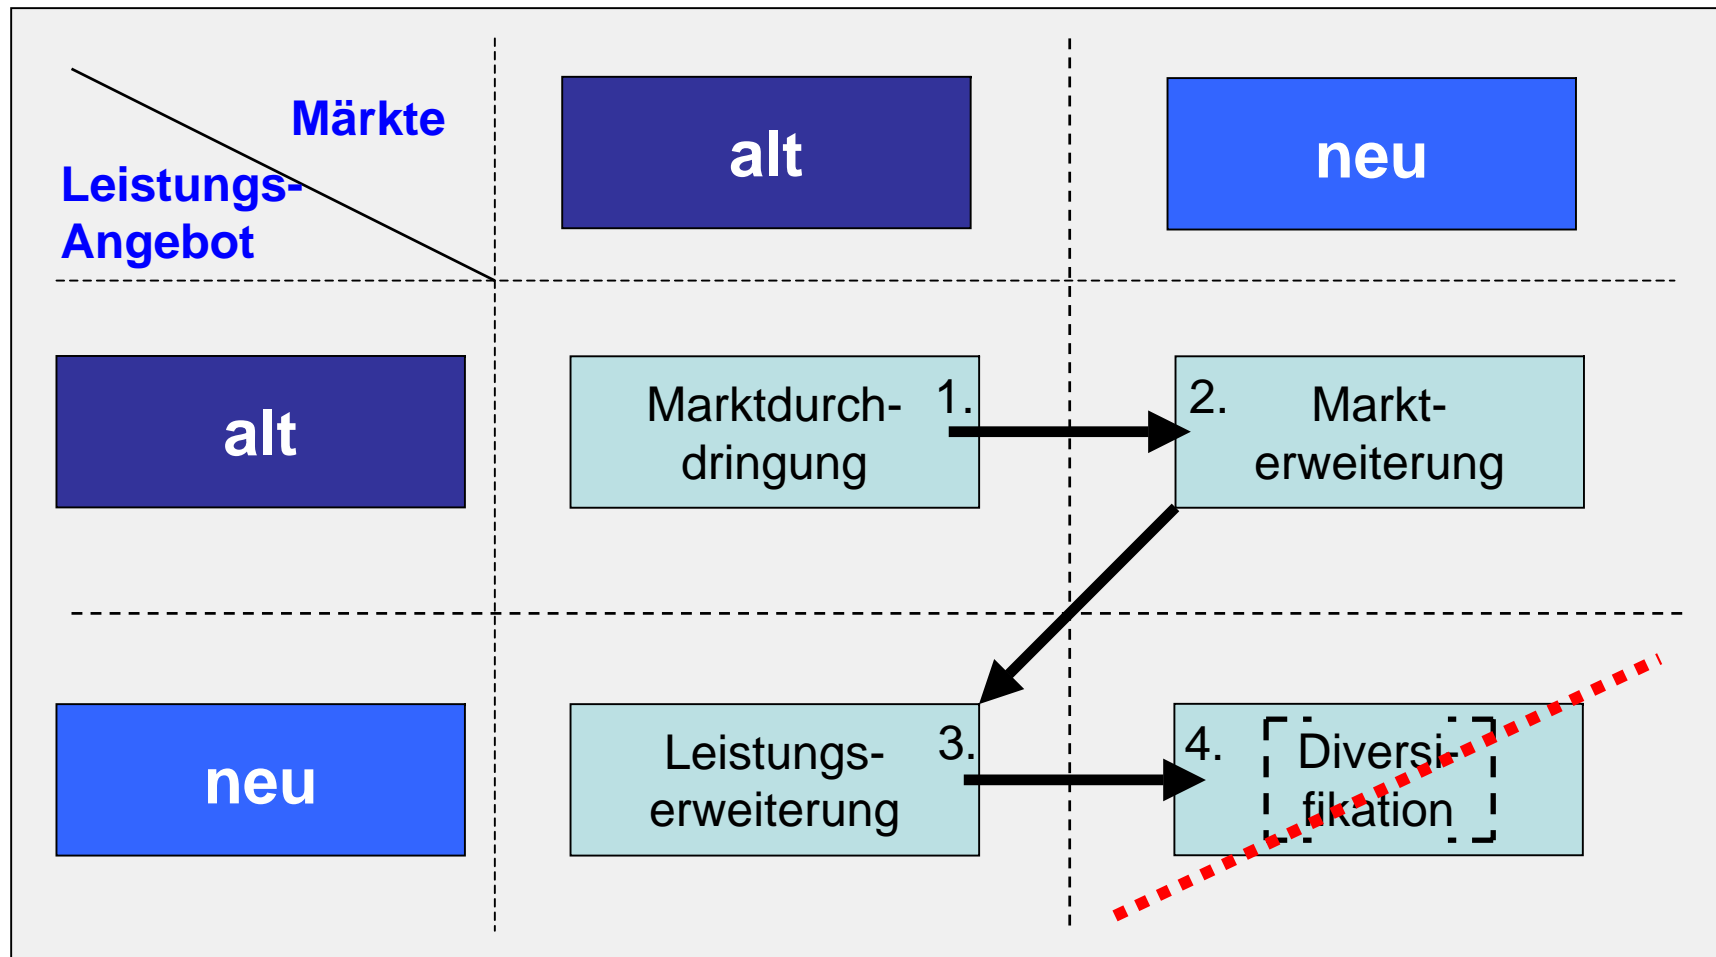 Märkte
Leistungs-
Angebot
alt
neu
alt
Marktdurch-
dringung
1.
2.
Markt-
erweiterung
neu
Leistungs-
erweiterung
3.
4.
Diversi-
fikation